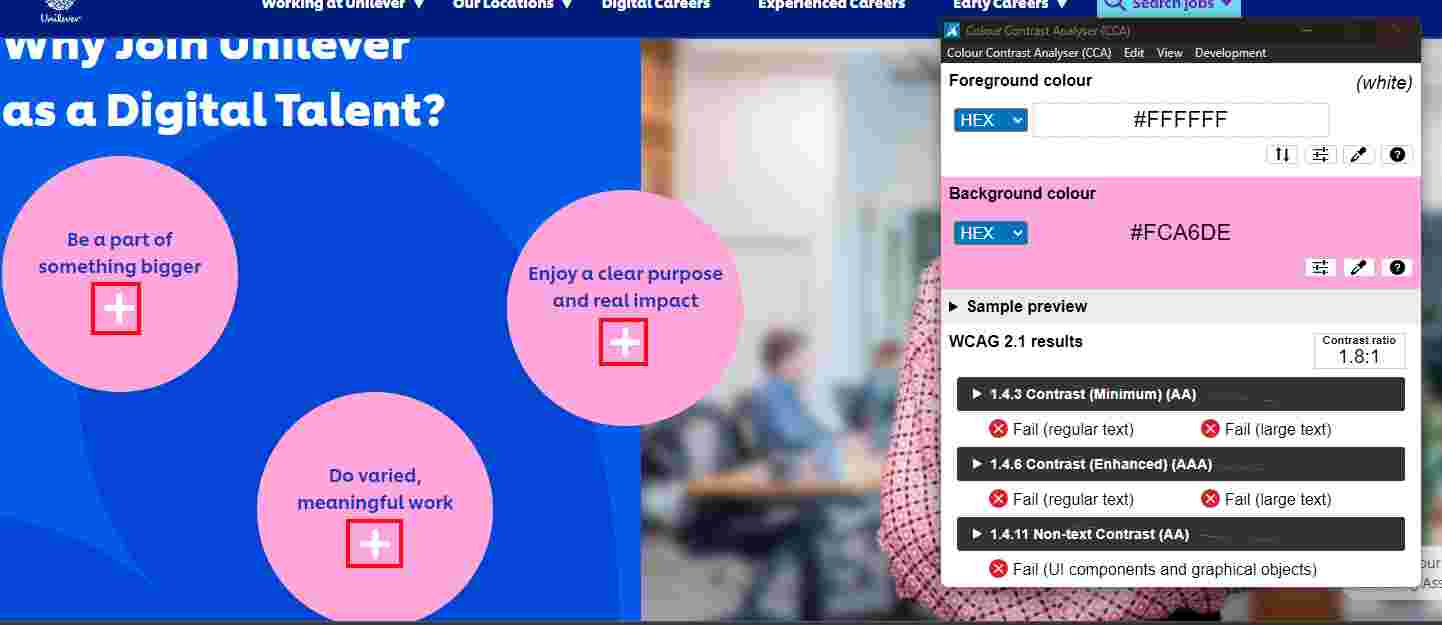 Unilever
Working at Unilever
Our Locations
Digital Careers
Experienced Careers
Early Careers
Search jobs
Why Join Unilever
as a Digital Talent?
Be a part of
something bigger
Enjoy a clear purpose
and real impact
Do varied,
meaningful work
Colour Contrast Analyser (CCA)
Colour Contrast Analyser (CCA) Edit View Development
Foreground colour
(white)
HEX
#FFFFFF
Background colour
HEX
#FCA6DE
Sample preview
WCAG 2.1 results
Contrast ratio
1.8:1
1.4.3 Contrast (Minimum) (AA)
Fail (regular text) Fail (large text)
1.4.6 Contrast (Enhanced) (AAA)
Fail (regular text) Fail (large text)
1.4.11 Non-text Contrast (AA)
Fail (UI components and graphical objects)